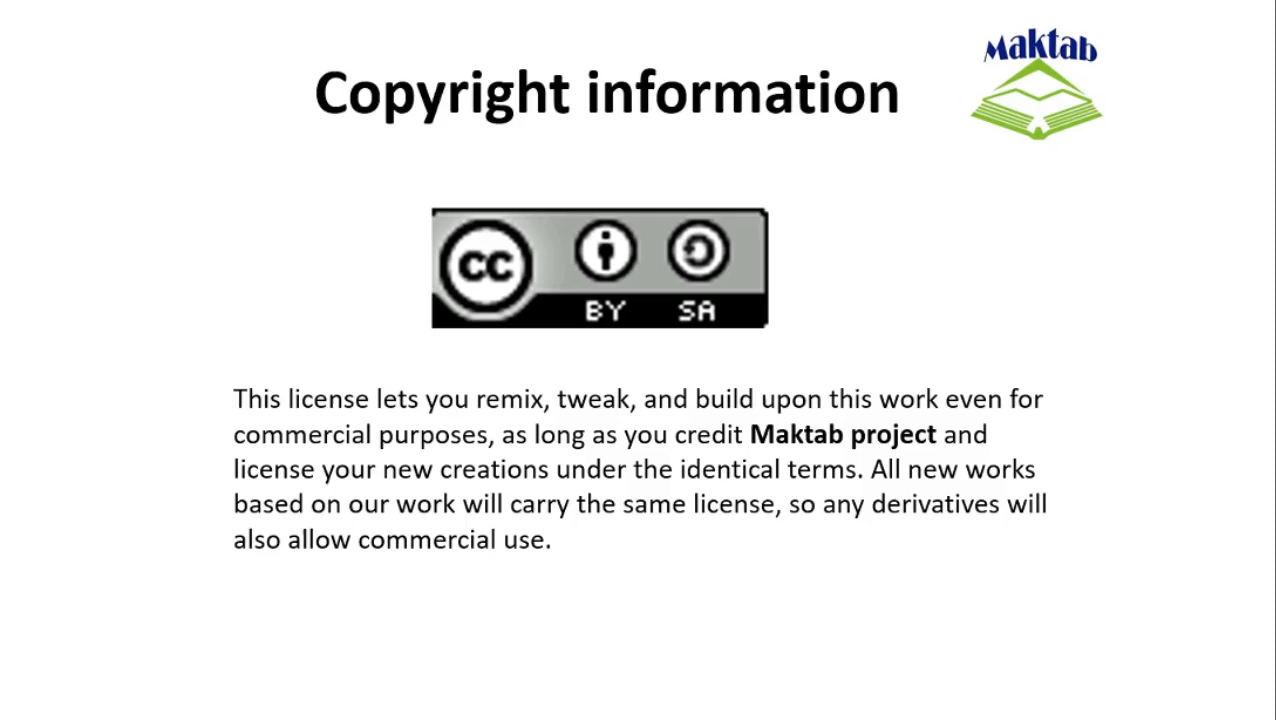 Maktab
Copyright information
CC
BY SA
This license lets you remix, tweak, and build upon this work even for
commercial purposes, as long as you credit Maktab project and
license your new creations under the identical terms. All new works
based on our work will carry the same license, so any derivatives will
also allow commercial use.